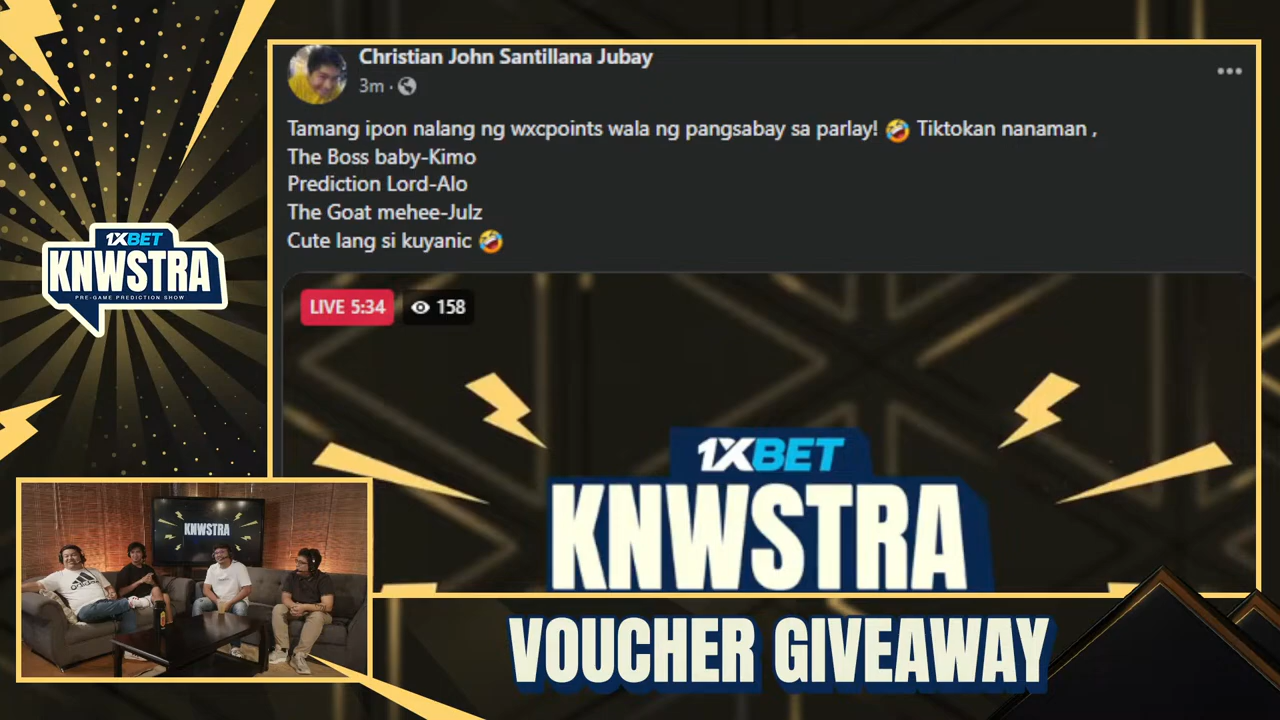 Christian John Santillana Jubay
3m ·
Tamang ipon nalang ng wxcpoints wala ng pangsabay sa parlay! 🤣 Tiktokan nanaman ,
The Boss baby-Kimo
Prediction Lord-Alo
The Goat mehee-Julz
Cute lang si kuyanic 🤣
LIVE 5:34 158
1XBET
KNWSTRA
1XBET
KNWSTRA
PRE-GAME PREDICTION SHOW
KNWSTRA
adidas
VOUCHER GIVEAWAY